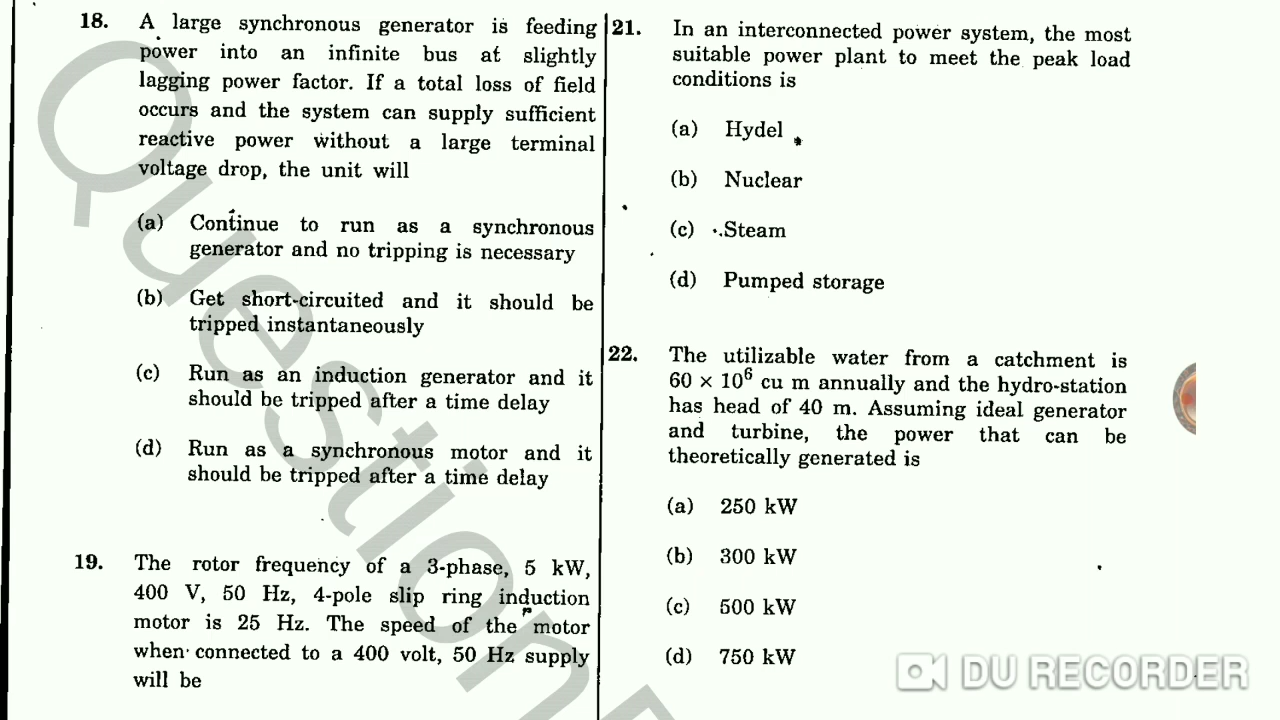 18. A large synchronous generator is feeding
power into an infinite bus at slightly
lagging power factor. If a total loss of field
occurs and the system can supply sufficient
reactive power without a large terminal
voltage drop, the unit will
(a) Continue to run as a synchronous
generator and no tripping is necessary
(b) Get short-circuited and it should be
tripped instantaneously
(c) Run as an induction generator and it
should be tripped after a time delay
(d) Run as a synchronous motor and it
should be tripped after a time delay
19. The rotor frequency of a 3-phase, 5 kW,
400 V, 50 Hz, 4-pole slip ring induction
motor is 25 Hz. The speed of the motor
when connected to a 400 volt, 50 Hz supply
will be
21. In an interconnected power system, the most
suitable power plant to meet the peak load
conditions is
(a) Hydel
(b) Nuclear
(c) Steam
(d) Pumped storage
22. The utilizable water from a catchment is
60 × 10⁶ cu m annually and the hydro-station
has head of 40 m. Assuming ideal generator
and turbine, the power that can be
theoretically generated is
(a) 250 kW
(b) 300 kW
(c) 500 kW
(d) 750 kW
Question
DU RECORDER